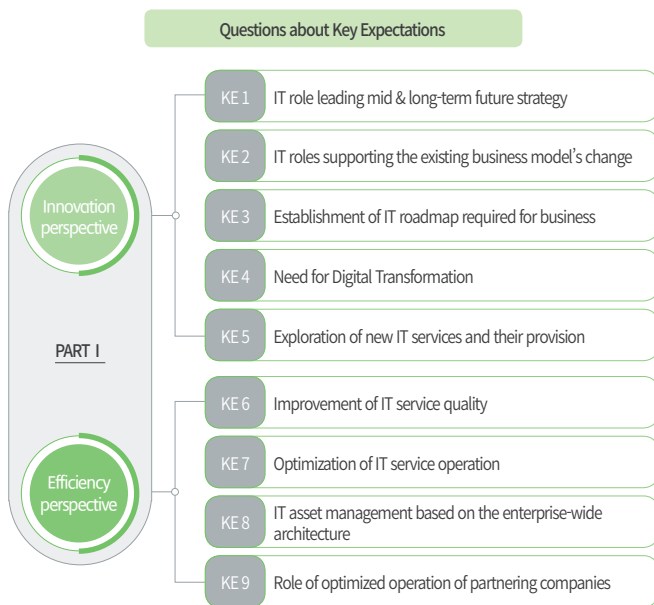 Questions about Key Expectations
Innovation
perspective
PART I
Efficiency
perspective
KE 1
IT role leading mid & long-term future strategy
KE 2
IT roles supporting the existing business model’s change
KE 3
Establishment of IT roadmap required for business
KE 4
Need for Digital Transformation
KE 5
Exploration of new IT services and their provision
KE 6
Improvement of IT service quality
KE 7
Optimization of IT service operation
KE 8
IT asset management based on the enterprise-wide
architecture
KE 9
Role of optimized operation of partnering companies